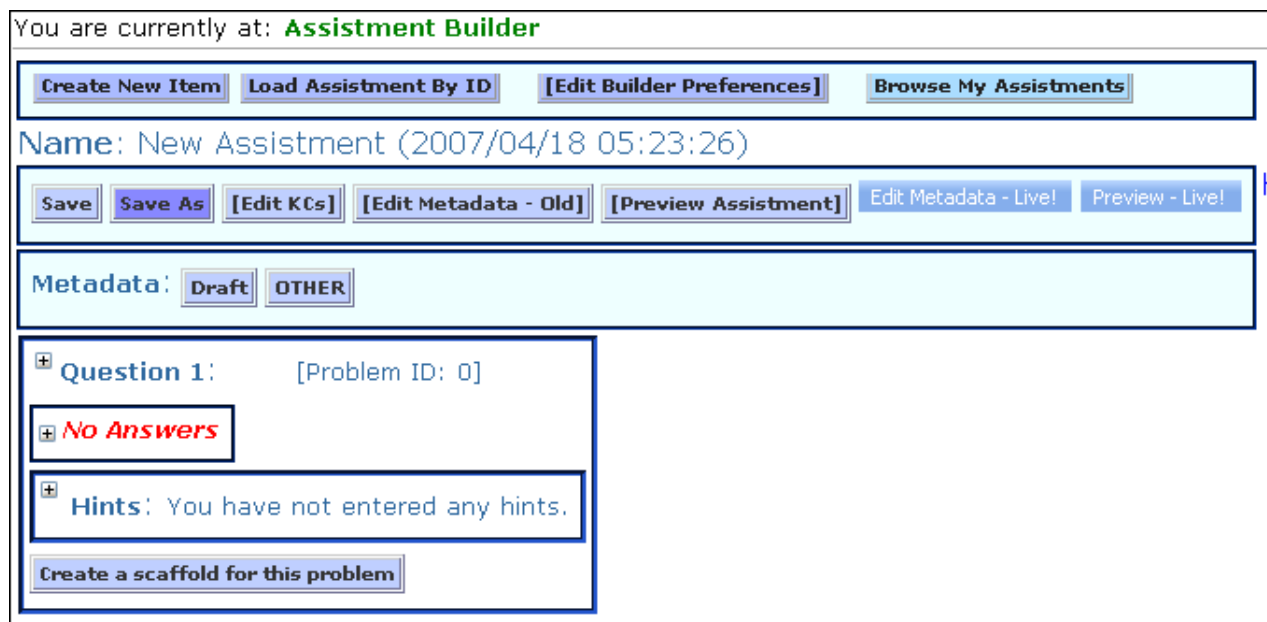 You are currently at: Assistment Builder
Create New Item Load Assistment By ID [Edit Builder Preferences] Browse My Assistments
Name: New Assistment (2007/04/18 05:23:26)
Save Save As [Edit KCs] [Edit Metadata - Old] [Preview Assistment] Edit Metadata - Live! Preview - Live!
Metadata: Draft OTHER
Question 1: [Problem ID: 0]
No Answers
Hints: You have not entered any hints.
Create a scaffold for this problem